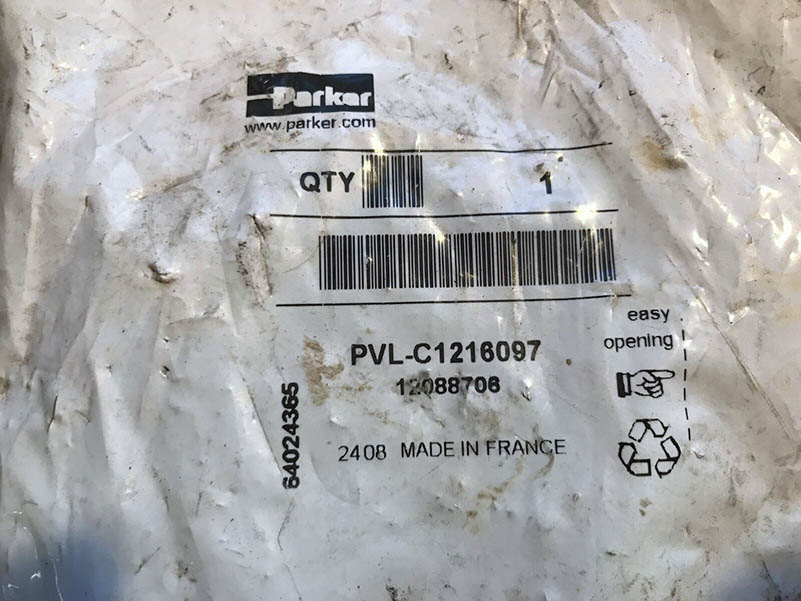 Parker
www.parker.com
QTY 1
easy
opening
PVL-C1216097
12088706
64024365
2408 MADE IN FRANCE